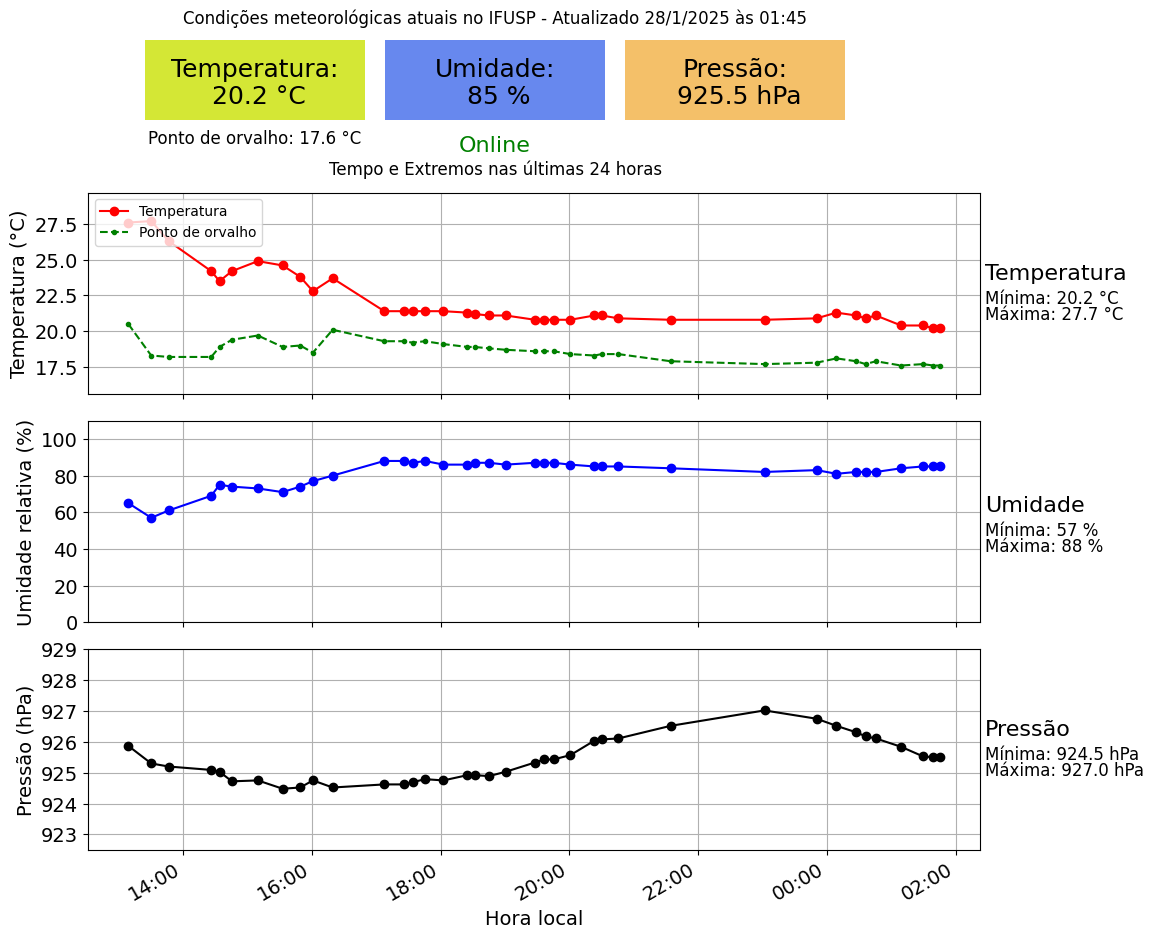 Condições meteorológicas atuais no IFUSP - Atualizado 28/1/2025 às 01:45
Temperatura:
20.2 °C
Umidade:
85 %
Pressão:
925.5 hPa
Ponto de orvalho: 17.6 °C
Online
Tempo e Extremos nas últimas 24 horas
Temperatura (°C)
27.5
25.0
22.5
20.0
17.5
Temperatura
Ponto de orvalho
Temperatura
Mínima: 20.2 °C
Máxima: 27.7 °C
Umidade relativa (%)
100
80
60
40
20
0
Umidade
Mínima: 57 %
Máxima: 88 %
Pressão (hPa)
929
928
927
926
925
924
923
Pressão
Mínima: 924.5 hPa
Máxima: 927.0 hPa
14:00
16:00
18:00
20:00
22:00
00:00
02:00
Hora local